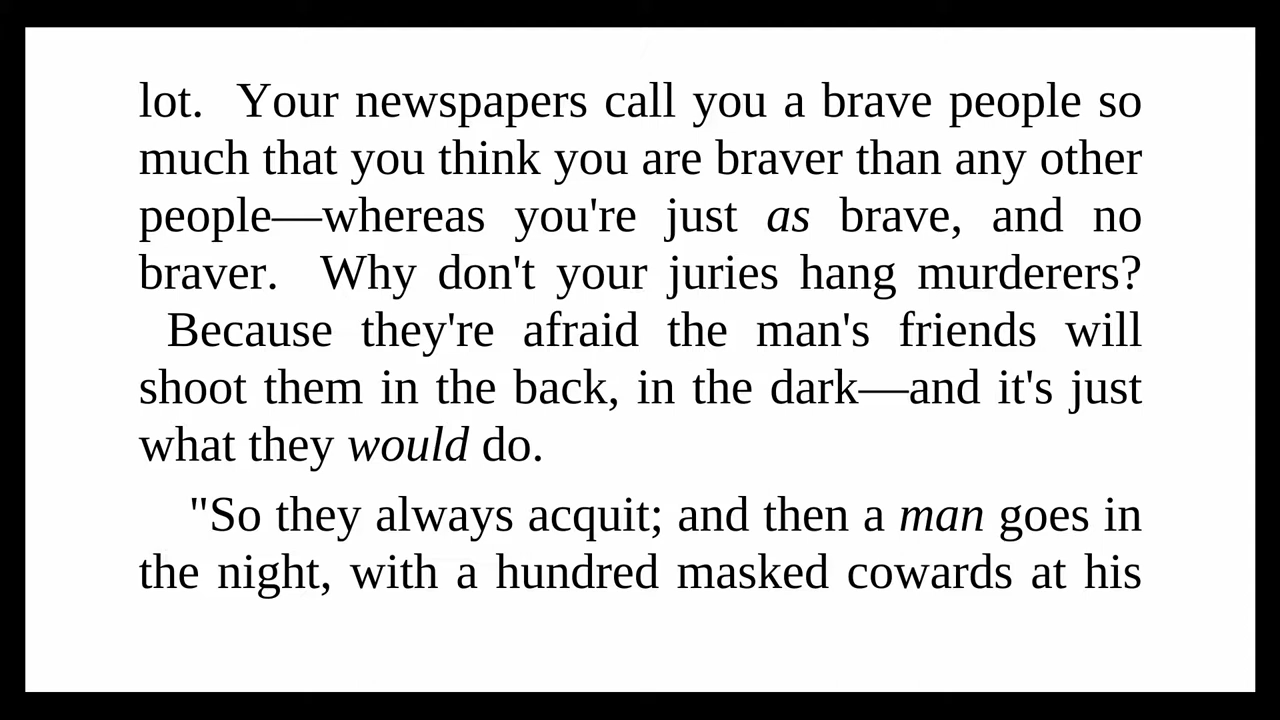 lot.  Your newspapers call you a brave people so
much that you think you are braver than any other
people—whereas you're just as brave, and no
braver.  Why don't your juries hang murderers?
Because they're afraid the man's friends will
shoot them in the back, in the dark—and it's just
what they would do.
"So they always acquit; and then a man goes in
the night, with a hundred masked cowards at his